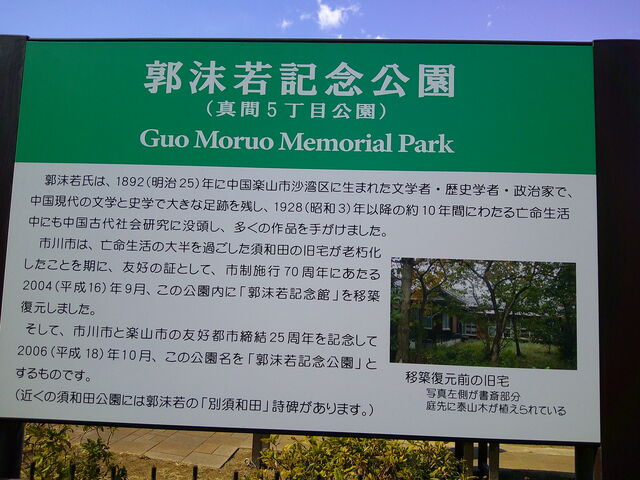 郭沫若記念公園
(真間5丁目公園)
Guo Moruo Memorial Park
郭沫若氏は、1892(明治25)年に中国楽山市沙湾区に生まれた文学者・歴史学者・政治家で、
中国現代の文学と史学で大きな足跡を残し、1928(昭和3)年以降の約10年間にわたる亡命生活
中にも中国古代社会研究に没頭し、多くの作品を手がけました。
市川市は、亡命生活の大半を過ごした須和田の旧宅が老朽化
したことを期に、友好の証として、市制施行70周年にあたる
2004(平成16)年9月、この公園内に「郭沫若記念館」を移築
復元しました。
そして、市川市と楽山市の友好都市締結25周年を記念して
2006(平成18)年10月、この公園名を「郭沫若記念公園」と
するものです。
(近くの須和田公園には郭沫若の「別須和田」詩碑があります。)
移築復元前の旧宅
写真左側が書斎部分
庭先に泰山木が植えられている